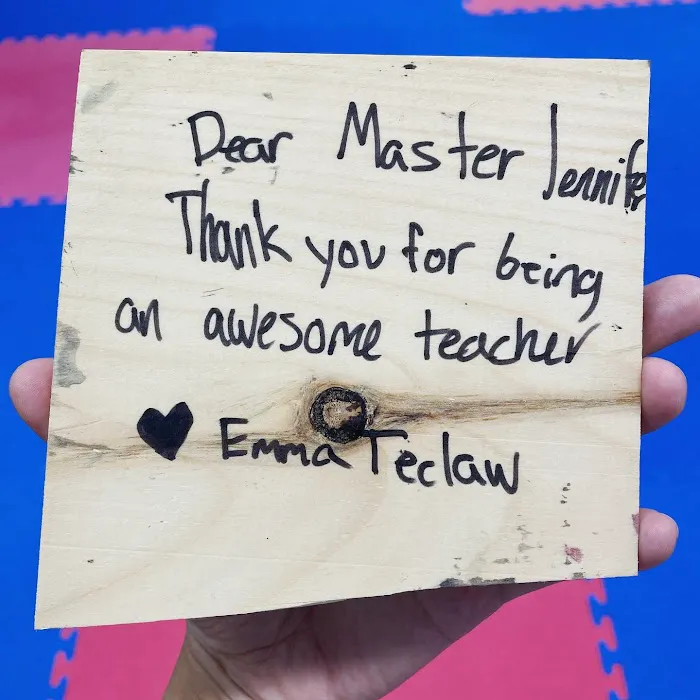 Dear Master Jennifer
Thank you for being
an awesome teacher
♥ Emma Teclaw